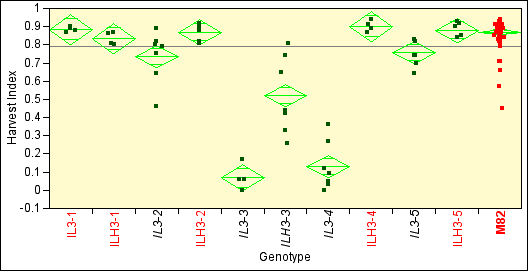 Harvest Index
1
0.9
0.8
0.7
0.6
0.5
0.4
0.3
0.2
0.1
0
-0.1
IL3-1
ILH3-1
IL3-2
ILH3-2
IL3-3
ILH3-3
IL3-4
ILH3-4
IL3-5
ILH3-5
M82
Genotype